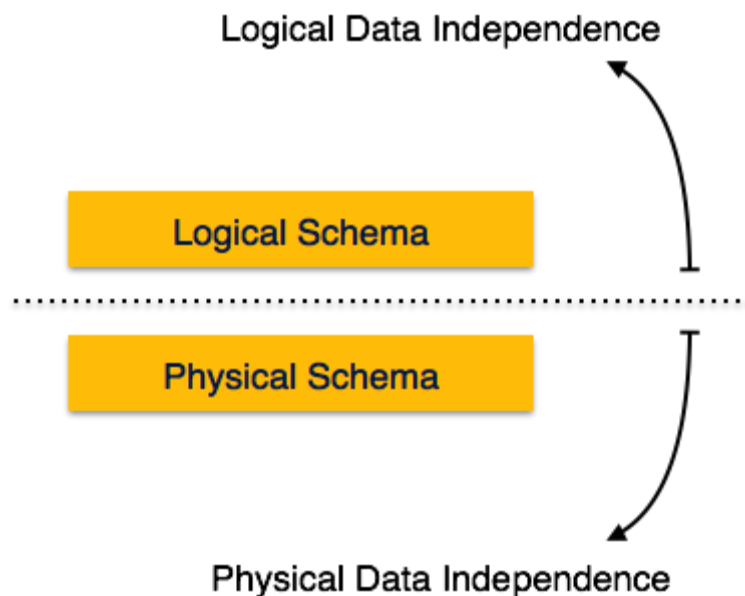 Logical Data Independence
Logical Schema
Physical Schema
Physical Data Independence